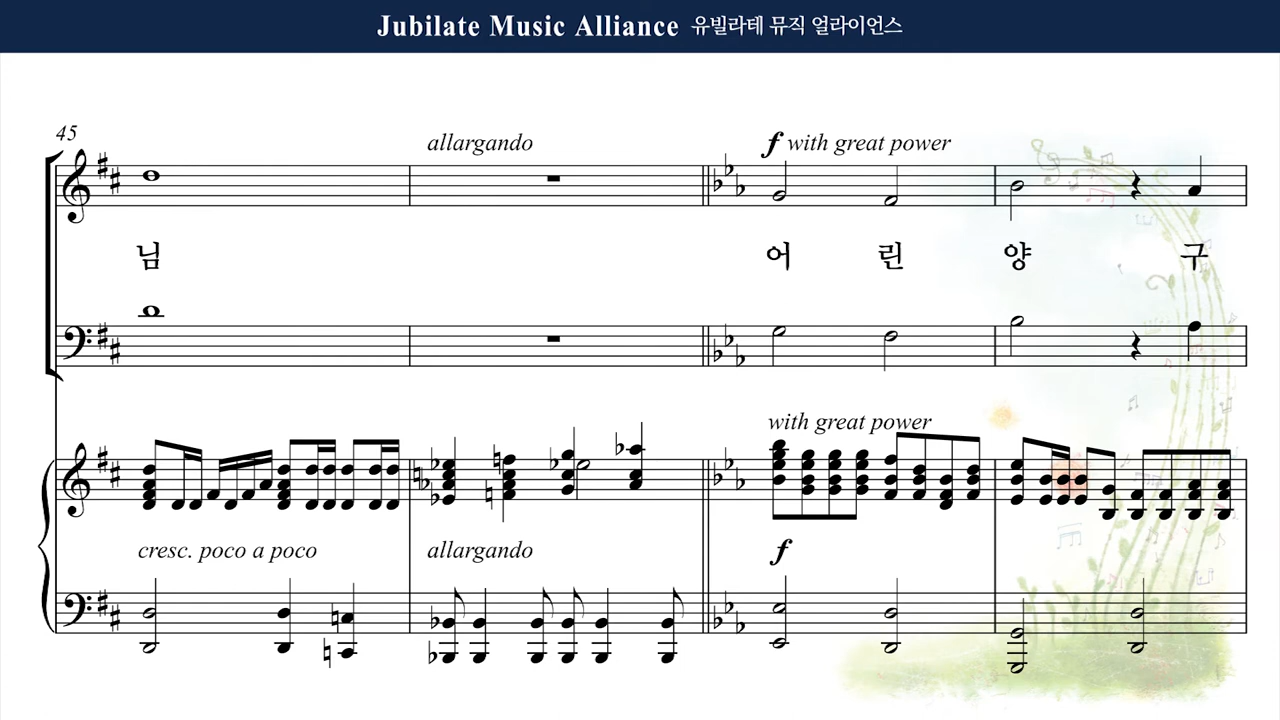 Jubilate Music Alliance 유빌라테 뮤직 얼라이언스
45
allargando
f with great power
님 어 린 양 구
with great power
cresc. poco a poco
allargando
f